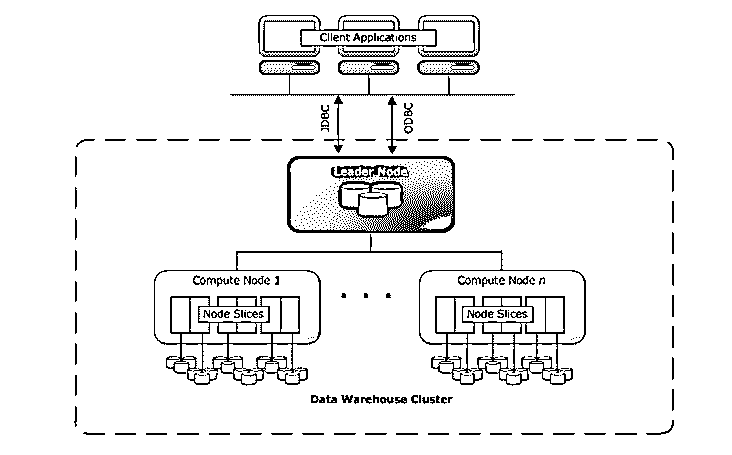 Client Applications
JDBC
ODBC
Leader Node
Compute Node 1
Compute Node n
Node Slices
Node Slices
. . .
Data Warehouse Cluster